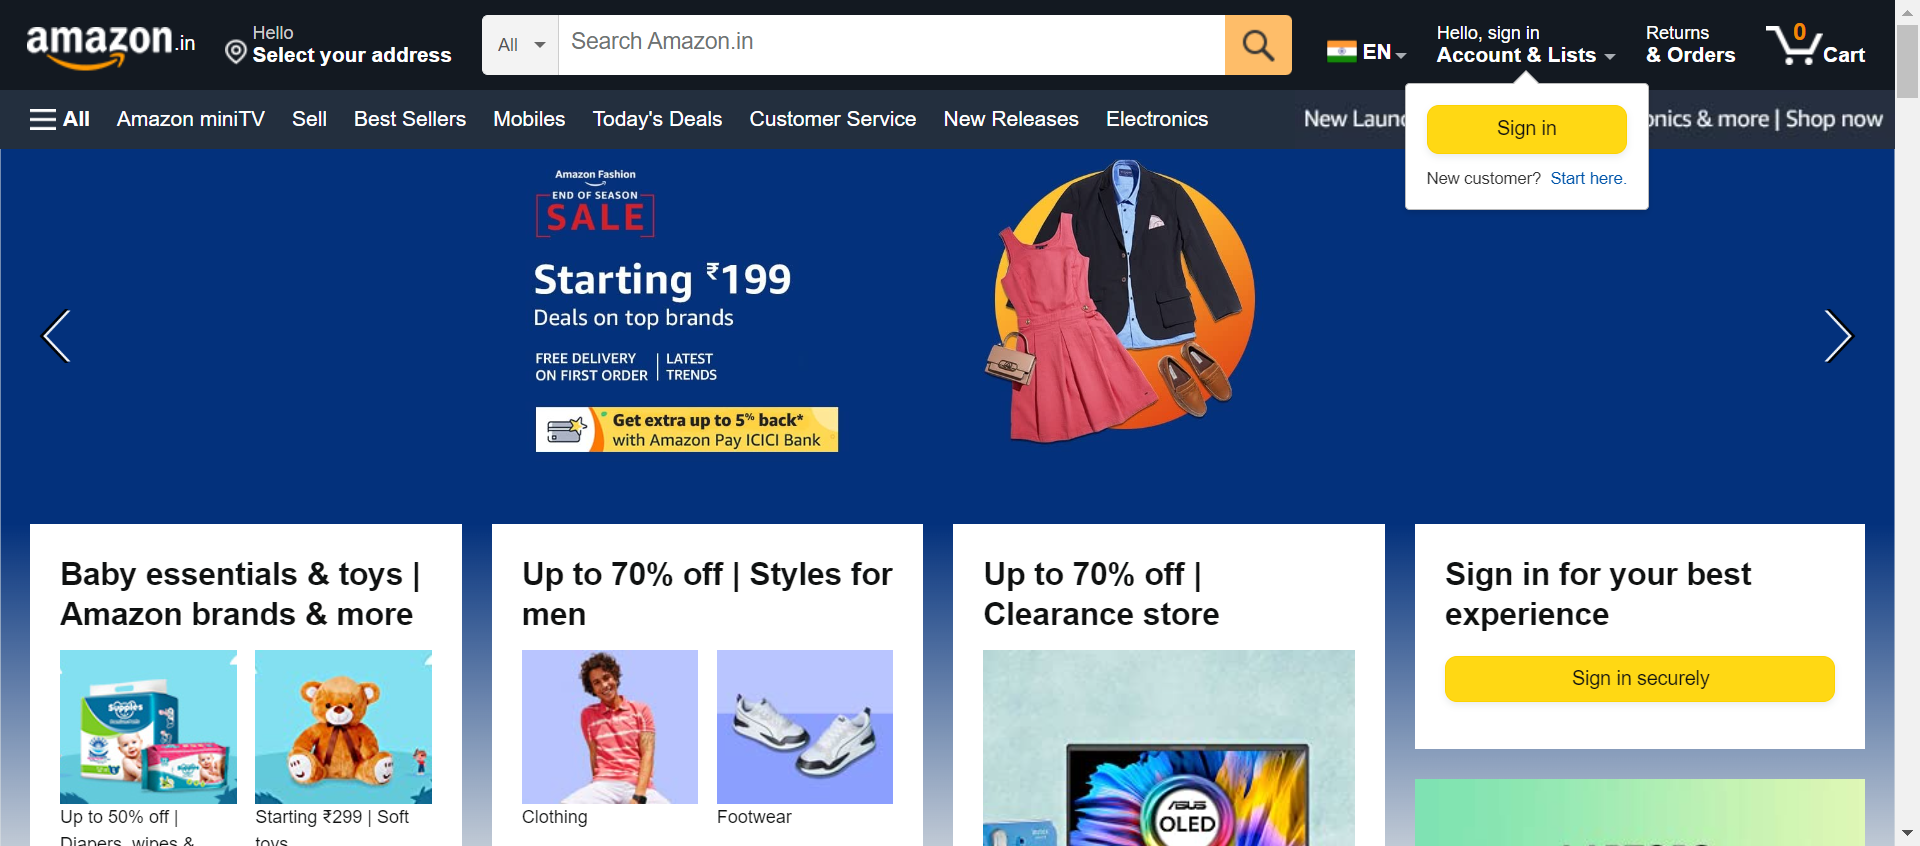 amazon.in
Hello
Select your address
All
Search Amazon.in
EN
Hello, sign in
Account & Lists
Returns
& Orders
0
Cart
All
Amazon miniTV
Sell
Best Sellers
Mobiles
Today's Deals
Customer Service
New Releases
Electronics
New Laun
onics & more | Shop now
Sign in
New customer? Start here.
Amazon Fashion
END OF SEASON
SALE
Starting ₹199
Deals on top brands
FREE DELIVERY
ON FIRST ORDER
LATEST
TRENDS
Get extra up to 5% back*
with Amazon Pay ICICI Bank
Baby essentials & toys |
Amazon brands & more
Supples
Up to 50% off |
Diapers, wipes &
Starting ₹299 | Soft
toys
Up to 70% off | Styles for
men
Clothing
Footwear
Up to 70% off |
Clearance store
ASUS
OLED
Sign in for your best
experience
Sign in securely